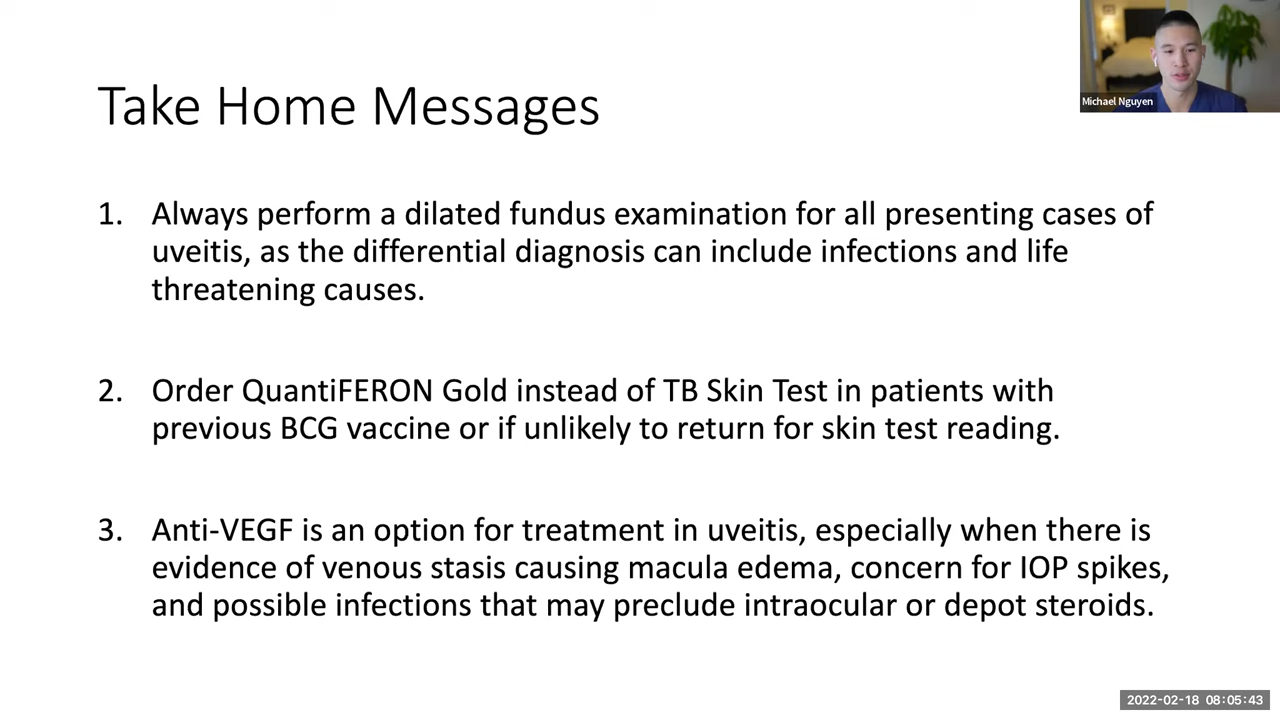 Take Home Messages
Michael Nguyen
1. Always perform a dilated fundus examination for all presenting cases of
uveitis, as the differential diagnosis can include infections and life
threatening causes.
2. Order QuantiFERON Gold instead of TB Skin Test in patients with
previous BCG vaccine or if unlikely to return for skin test reading.
3. Anti-VEGF is an option for treatment in uveitis, especially when there is
evidence of venous stasis causing macula edema, concern for IOP spikes,
and possible infections that may preclude intraocular or depot steroids.
2022-02-18 08:05:43